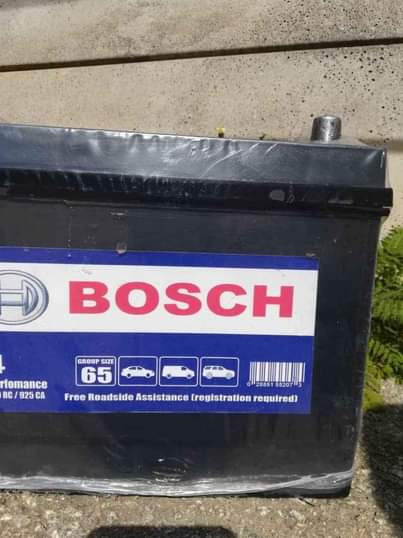 BOSCH
4
GROUP SIZE
65
rfomance
RC / 925 CA
Free Roadside Assistance (registration required)